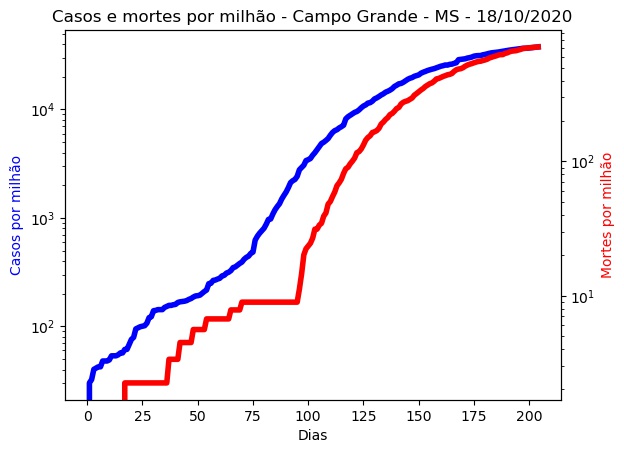 Casos e mortes por milhão - Campo Grande - MS - 18/10/2020
10^4
10^3
10^2
Casos por milhão
10^2
10^1
Mortes por milhão
0 25 50 75 100 125 150 175 200
Dias